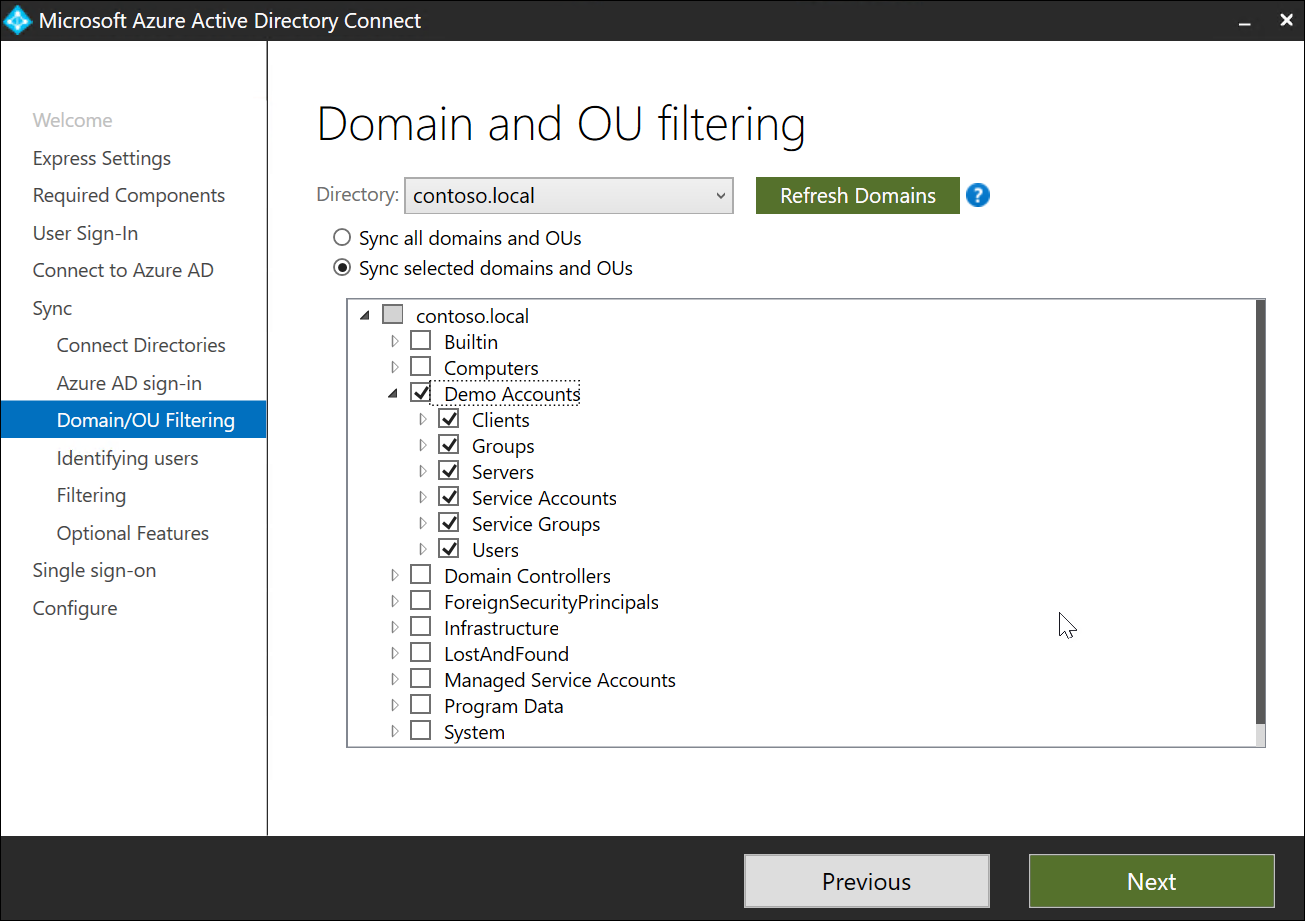 Microsoft Azure Active Directory Connect
Welcome
Express Settings
Required Components
User Sign-In
Connect to Azure AD
Sync
Connect Directories
Azure AD sign-in
Domain/OU Filtering
Identifying users
Filtering
Optional Features
Single sign-on
Configure
Domain and OU filtering
Directory: contoso.local Refresh Domains ?
Sync all domains and OUs
Sync selected domains and OUs
contoso.local
Builtin
Computers
Demo Accounts
Clients
Groups
Servers
Service Accounts
Service Groups
Users
Domain Controllers
ForeignSecurityPrincipals
Infrastructure
LostAndFound
Managed Service Accounts
Program Data
System
Previous Next